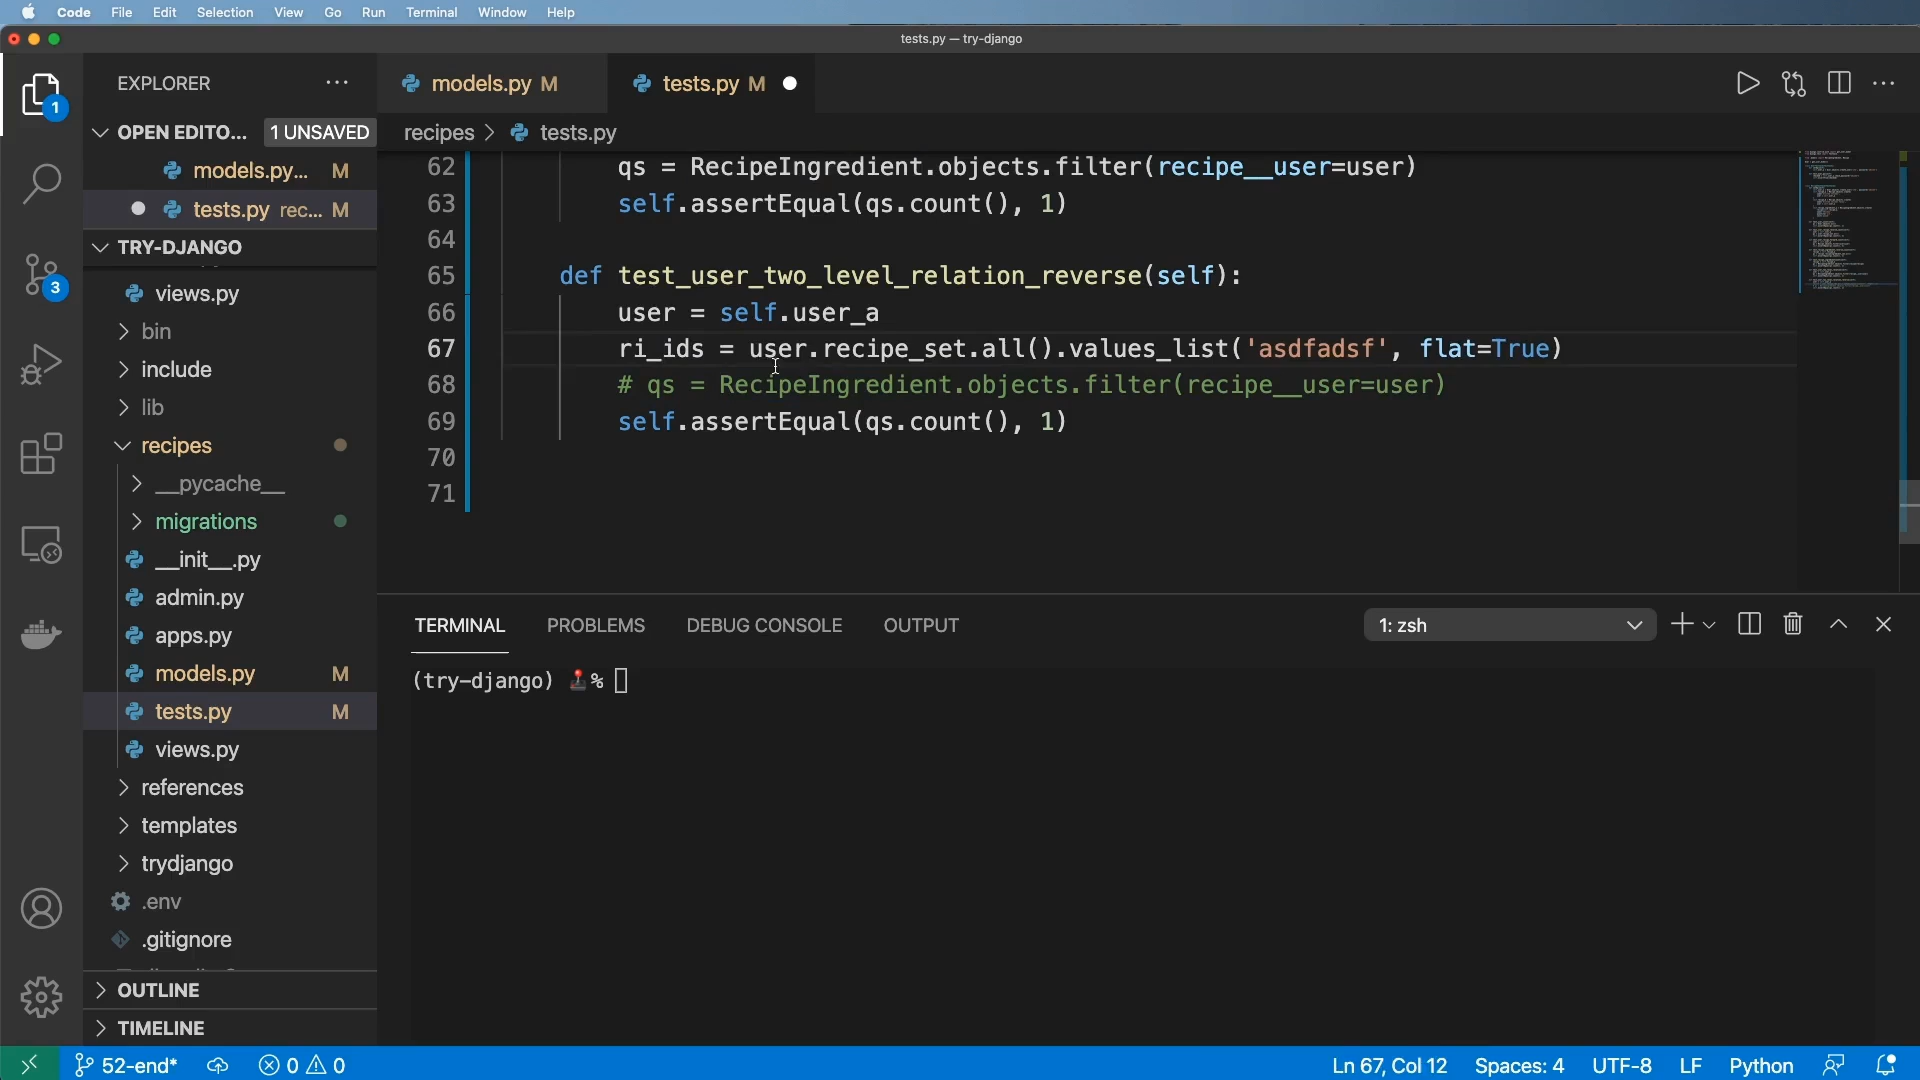 Code File Edit Selection View Go Run Terminal Window Help
tests.py — try-django
EXPLORER
models.py M
tests.py M
OPEN EDITO... 1 UNSAVED
recipes > tests.py
models.py... M
tests.py rec... M
TRY-DJANGO
views.py
bin
include
lib
recipes
__pycache__
migrations
__init__.py
admin.py
apps.py
models.py M
tests.py M
views.py
references
templates
trydjango
.env
.gitignore
OUTLINE
TIMELINE
1
3
62 qs = RecipeIngredient.objects.filter(recipe__user=user)
63 self.assertEqual(qs.count(), 1)
64
65 def test_user_two_level_relation_reverse(self):
66 user = self.user_a
67 ri_ids = user.recipe_set.all().values_list('asdfadsf', flat=True)
68 # qs = RecipeIngredient.objects.filter(recipe__user=user)
69 self.assertEqual(qs.count(), 1)
70
71
TERMINAL PROBLEMS DEBUG CONSOLE OUTPUT
1: zsh
(try-django) 🕹%
52-end* 0 0
Ln 67, Col 12 Spaces: 4 UTF-8 LF Python